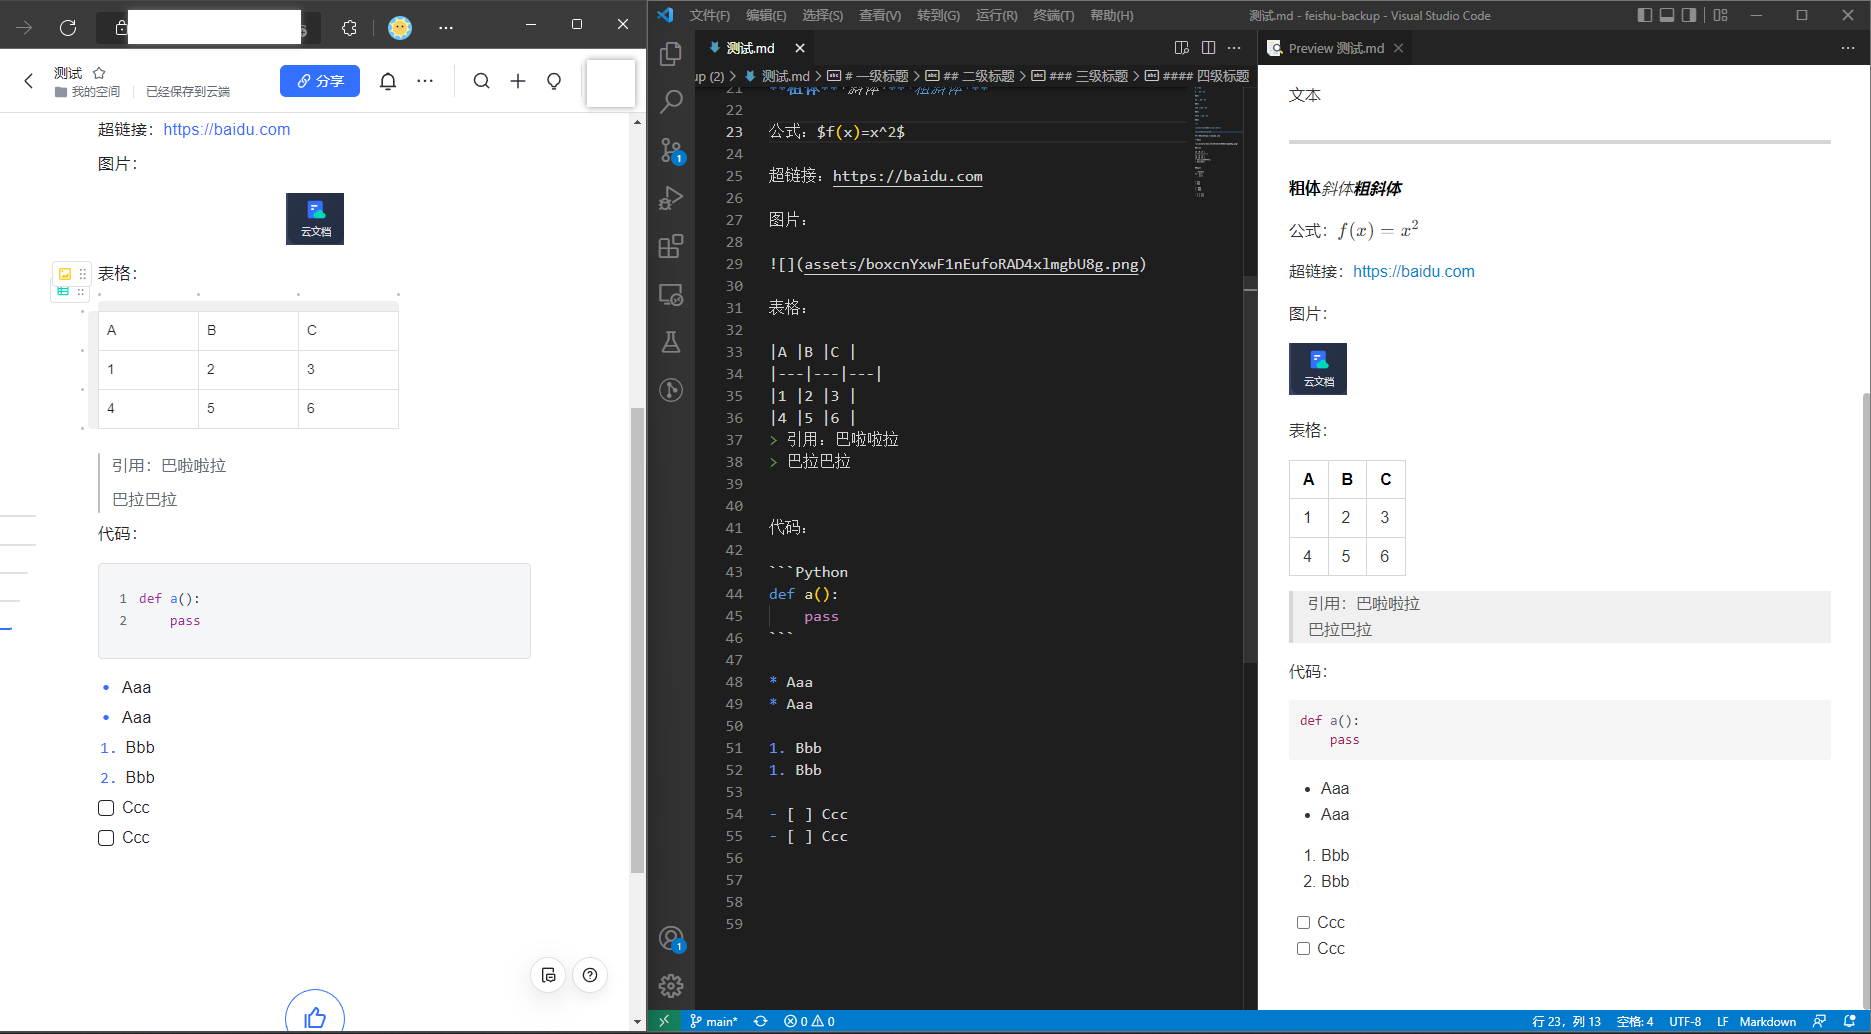 测试
我的空间
已经保存到云端
分享
超链接：https://baidu.com
图片：
云文档
表格：
A B C
1 2 3
4 5 6
引用：巴啦啦拉
巴拉巴拉
代码：
1 def a():
2 pass
• Aaa
• Aaa
1. Bbb
2. Bbb
Ccc
Ccc
文件(F) 编辑(E) 选择(S) 查看(V) 转到(G) 运行(R) 终端(T) 帮助(H)
测试.md - feishu-backup - Visual Studio Code
测试.md
up (2) > 测试.md > # 一级标题 > ## 二级标题 > ### 三级标题 > #### 四级标题
21 **粗体***斜体****粗斜体***
22
23 公式：$f(x)=x^2$
24
25 超链接：https://baidu.com
26
27 图片：
28
29 ![](assets/boxcnYxwF1nEufoRAD4xlmgbU8g.png)
30
31 表格：
32
33 |A |B |C |
34 |---|---|---|
35 |1 |2 |3 |
36 |4 |5 |6 |
37 > 引用：巴啦啦拉
38 > 巴拉巴拉
39
40
41 代码：
42
43 ```Python
44 def a():
45 pass
46 ```
47
48 * Aaa
49 * Aaa
50
51 1. Bbb
52 1. Bbb
53
54 - [ ] Ccc
55 - [ ] Ccc
56
57
58
59
1
1
main*
0 0
Preview 测试.md
文本
粗体斜体粗斜体
公式：f(x) = x²
超链接：https://baidu.com
图片：
云文档
表格：
A B C
1 2 3
4 5 6
引用：巴啦啦拉
巴拉巴拉
代码：
def a():
pass
• Aaa
• Aaa
1. Bbb
2. Bbb
Ccc
Ccc
行 23，列 13 空格: 4 UTF-8 LF Markdown